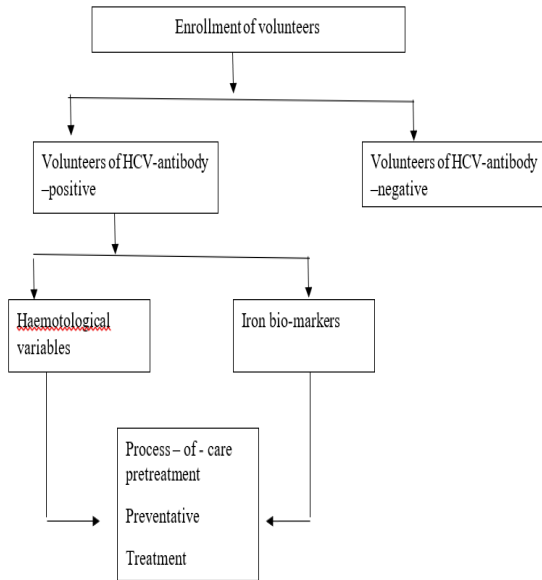 Enrollment of volunteers
Volunteers of HCV-antibody
–positive
Volunteers of HCV-antibody
–negative
Haemotological
variables
Iron bio-markers
Process – of - care
pretreatment
Preventative
Treatment